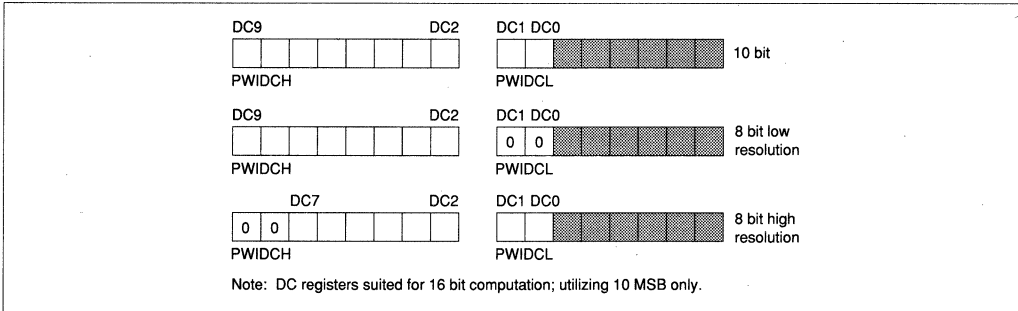 DC9 DC2 DC1 DC0
10 bit
PWIDCH PWIDCL
DC9 DC2 DC1 DC0
0 0
8 bit low
resolution
PWIDCH PWIDCL
DC7 DC2 DC1 DC0
0 0
8 bit high
resolution
PWIDCH PWIDCL
Note: DC registers suited for 16 bit computation; utilizing 10 MSB only.